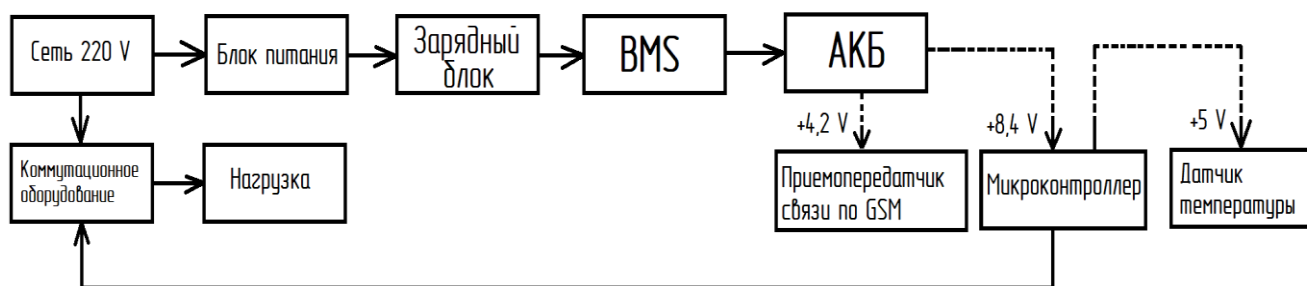 Сеть 220 V
Блок питания
Зарядный
блок
BMS
АКБ
+4,2 V
+8,4 V
+5 V
Коммутационное
оборудование
Нагрузка
Приемопередатчик
связи по GSM
Микроконтроллер
Датчик
температуры